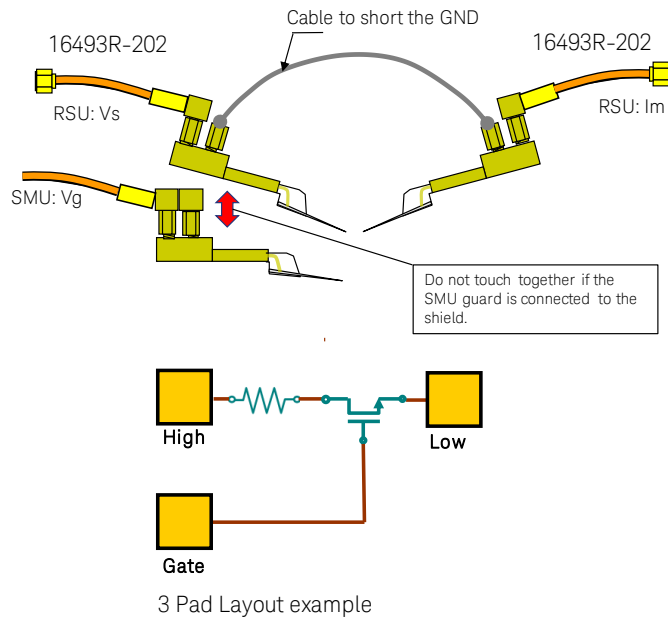 Cable to short the GND
16493R-202
16493R-202
RSU: Vs
RSU: Im
SMU: Vg
Do not touch together if the
SMU guard is connected to the
shield.
High
Low
Gate
3 Pad Layout example